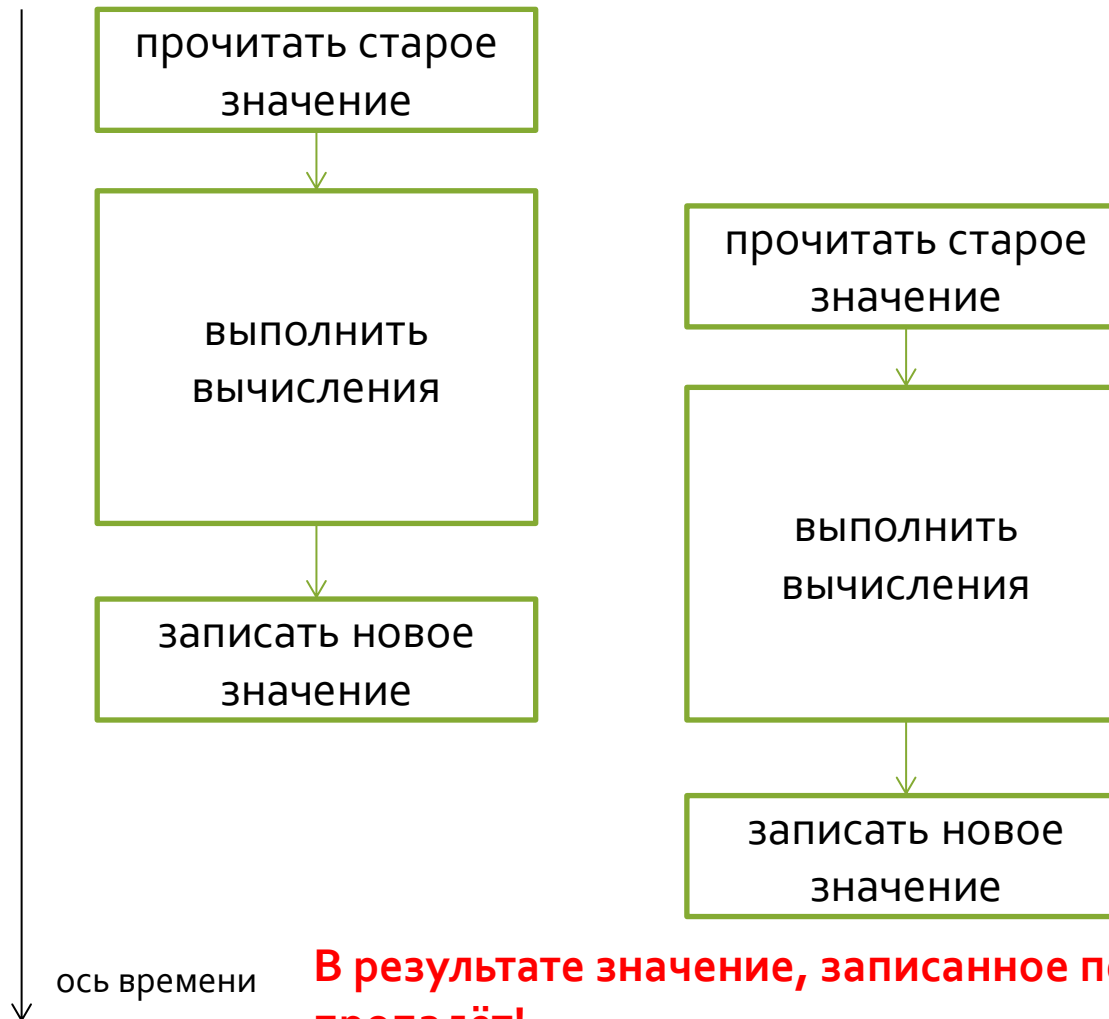 прочитать старое
значение
выполнить
вычисления
записать новое
значение
прочитать старое
значение
выполнить
вычисления
записать новое
значение
ось времени
В результате значение, записанное